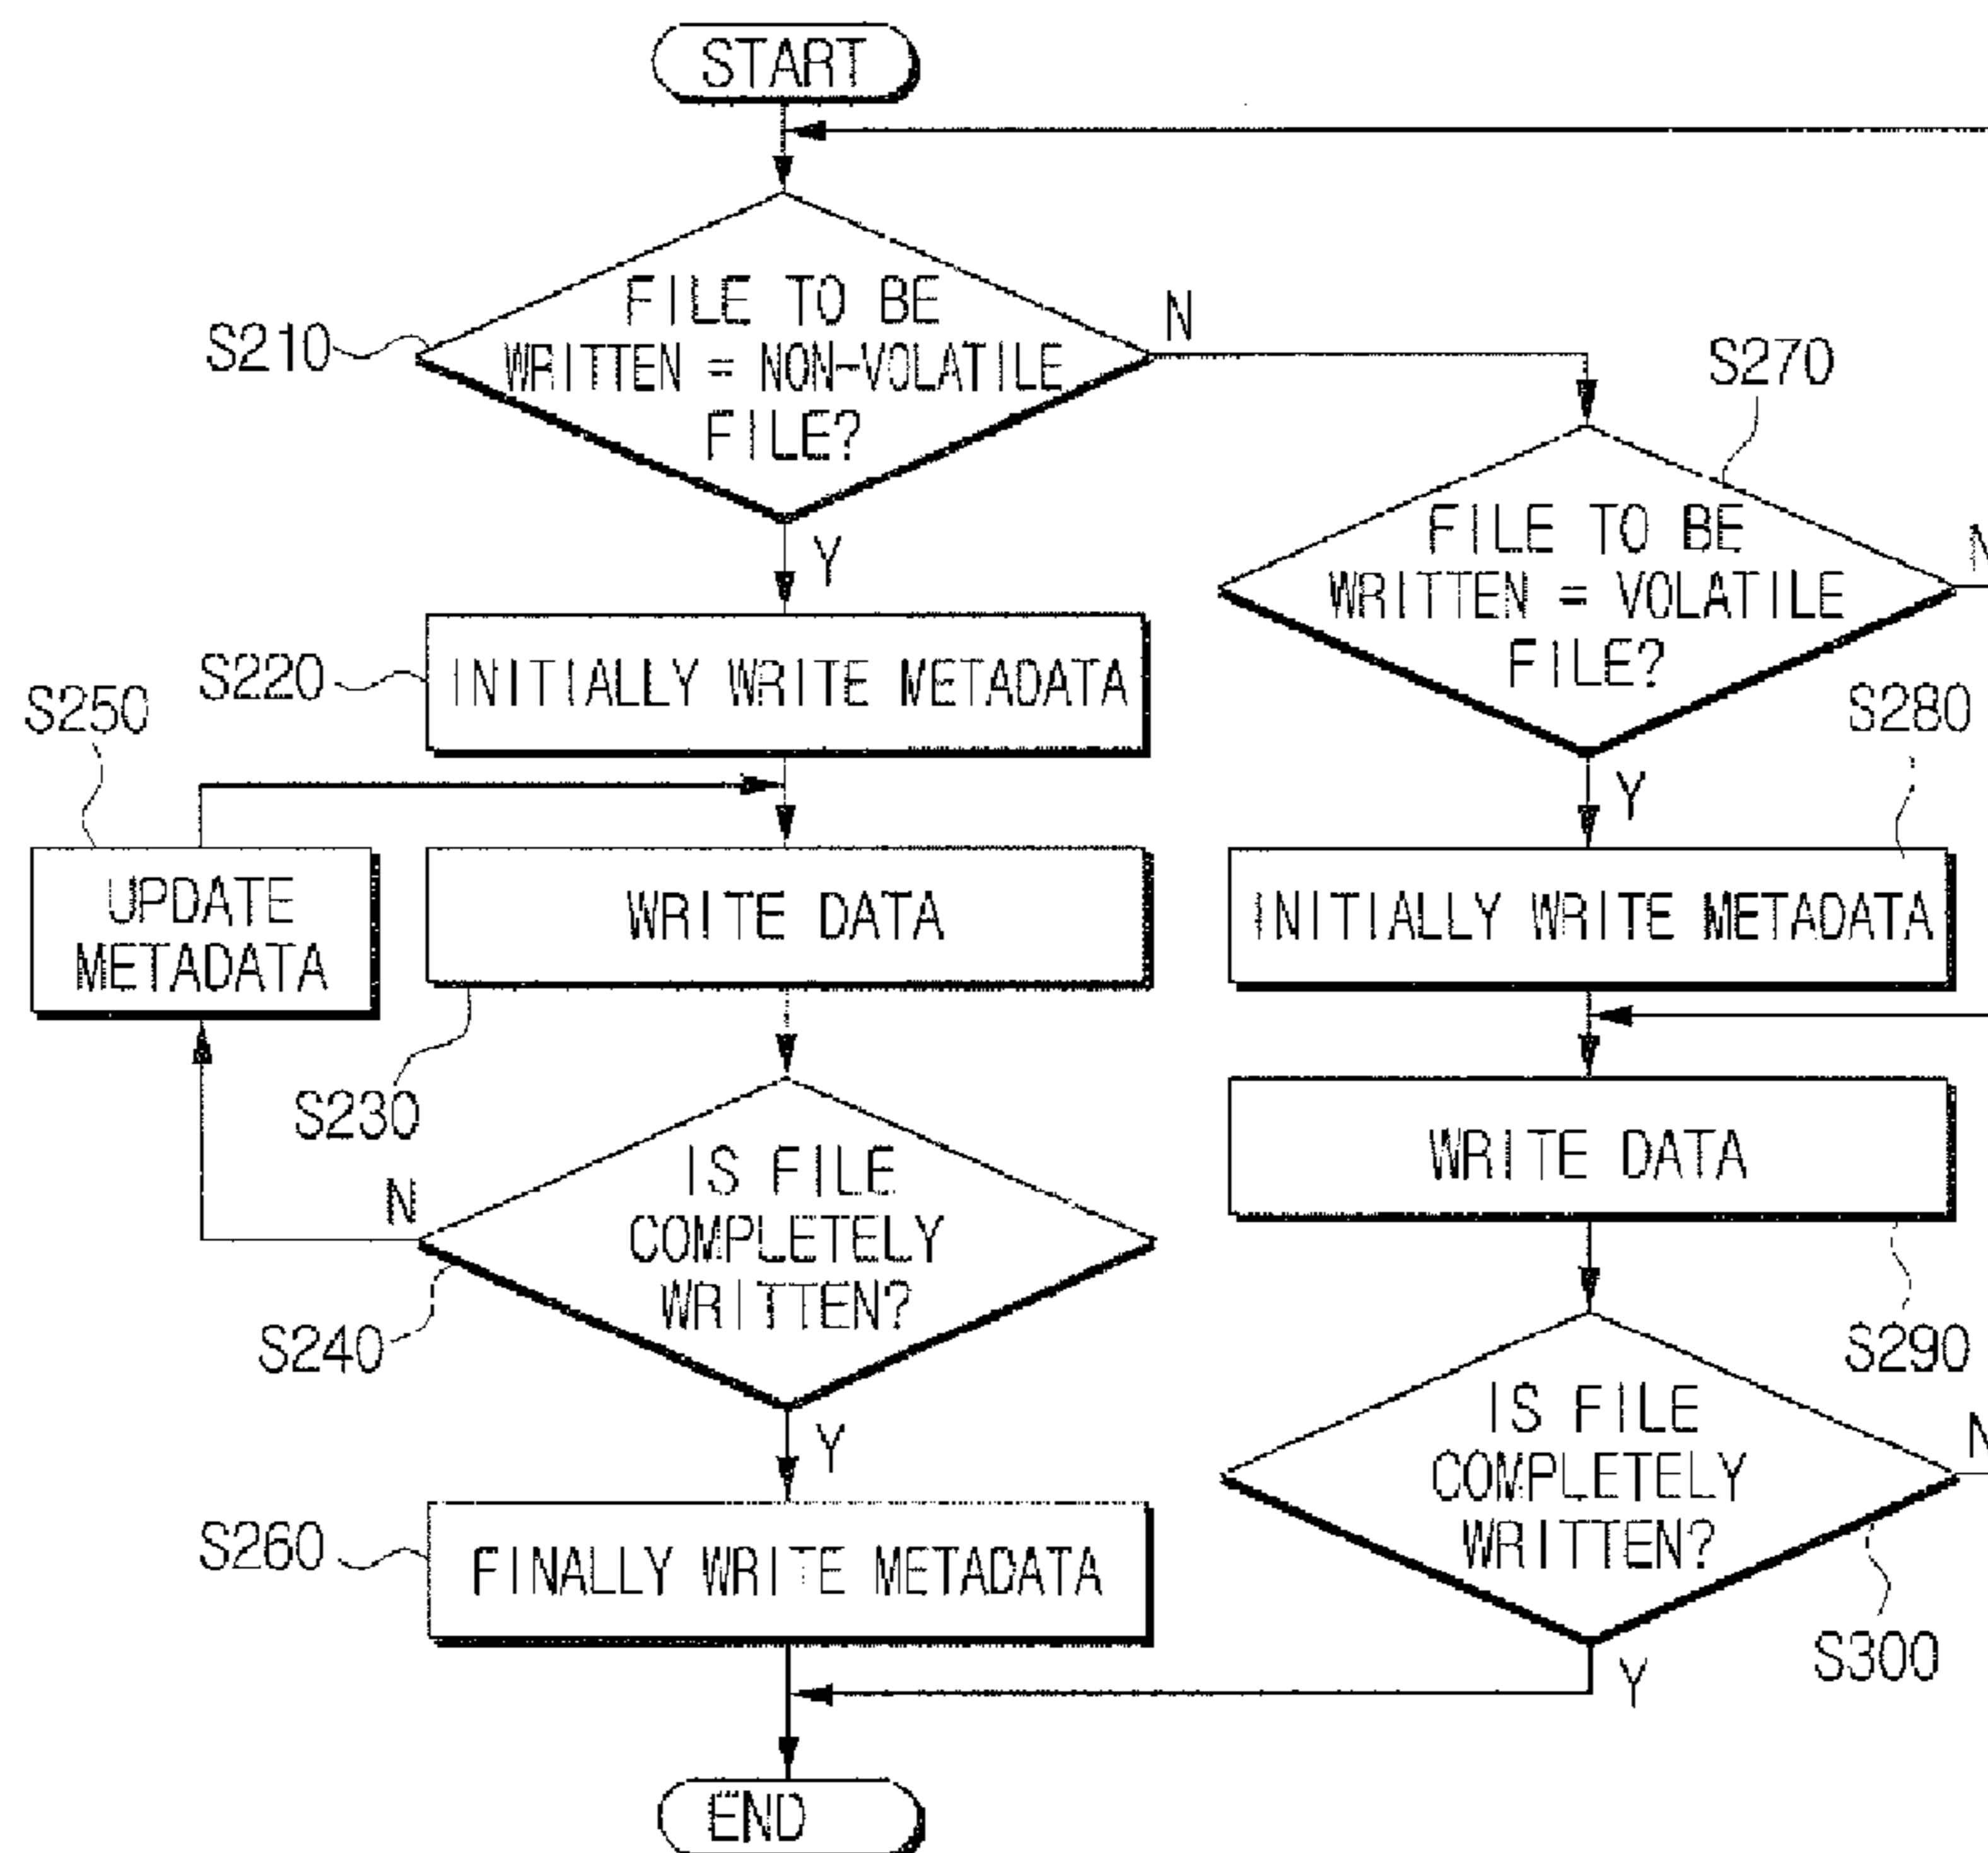 START
FILE TO BE
WRITTEN = NON-VOLATILE
FILE?
S210
N
Y
S270
FILE TO BE
WRITTEN = VOLATILE
FILE?
N
Y
S220
INITIALLY WRITE METADATA
S250
UPDATE
METADATA
WRITE DATA
S230
S280
INITIALLY WRITE METADATA
WRITE DATA
S290
IS FILE
COMPLETELY
WRITTEN?
N
S240
Y
IS FILE
COMPLETELY
WRITTEN?
N
S300
Y
S260
FINALLY WRITE METADATA
END